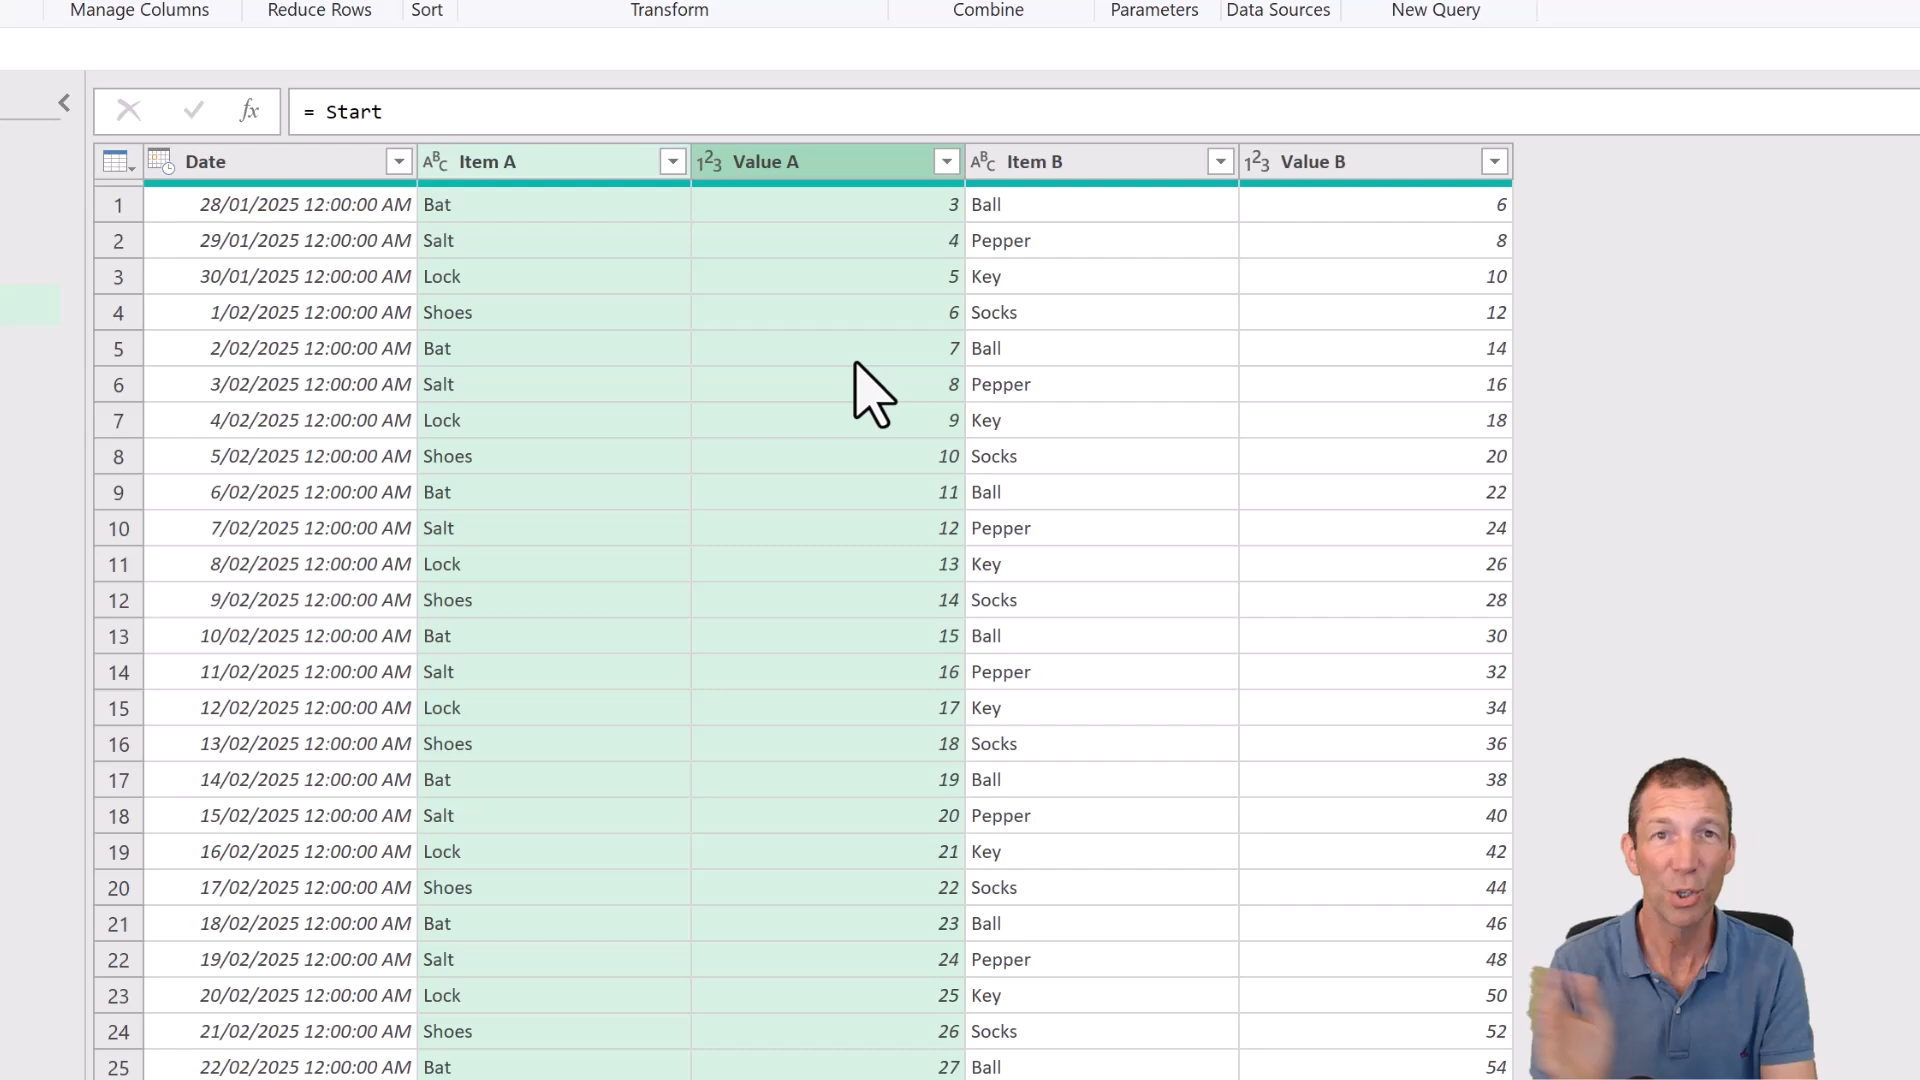 Manage Columns Reduce Rows Sort Transform Combine Parameters Data Sources New Query
fx = Start
Date ABC Item A 123 Value A ABC Item B 123 Value B
1 28/01/2025 12:00:00 AM Bat 3 Ball 6
2 29/01/2025 12:00:00 AM Salt 4 Pepper 8
3 30/01/2025 12:00:00 AM Lock 5 Key 10
4 1/02/2025 12:00:00 AM Shoes 6 Socks 12
5 2/02/2025 12:00:00 AM Bat 7 Ball 14
6 3/02/2025 12:00:00 AM Salt 8 Pepper 16
7 4/02/2025 12:00:00 AM Lock 9 Key 18
8 5/02/2025 12:00:00 AM Shoes 10 Socks 20
9 6/02/2025 12:00:00 AM Bat 11 Ball 22
10 7/02/2025 12:00:00 AM Salt 12 Pepper 24
11 8/02/2025 12:00:00 AM Lock 13 Key 26
12 9/02/2025 12:00:00 AM Shoes 14 Socks 28
13 10/02/2025 12:00:00 AM Bat 15 Ball 30
14 11/02/2025 12:00:00 AM Salt 16 Pepper 32
15 12/02/2025 12:00:00 AM Lock 17 Key 34
16 13/02/2025 12:00:00 AM Shoes 18 Socks 36
17 14/02/2025 12:00:00 AM Bat 19 Ball 38
18 15/02/2025 12:00:00 AM Salt 20 Pepper 40
19 16/02/2025 12:00:00 AM Lock 21 Key 42
20 17/02/2025 12:00:00 AM Shoes 22 Socks 44
21 18/02/2025 12:00:00 AM Bat 23 Ball 46
22 19/02/2025 12:00:00 AM Salt 24 Pepper 48
23 20/02/2025 12:00:00 AM Lock 25 Key 50
24 21/02/2025 12:00:00 AM Shoes 26 Socks 52
25 22/02/2025 12:00:00 AM Bat 27 Ball 54